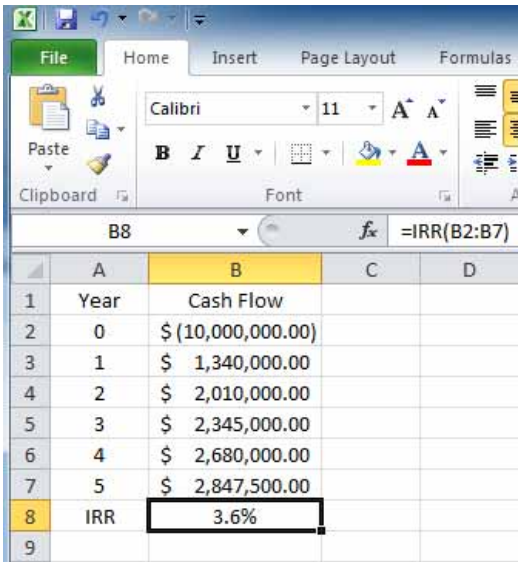 File Home Insert Page Layout Formulas
Calibri 11 A A
Paste B I U A
Clipboard Font
B8 fx =IRR(B2:B7)
A B C D
1 Year Cash Flow
2 0 $ (10,000,000.00)
3 1 $ 1,340,000.00
4 2 $ 2,010,000.00
5 3 $ 2,345,000.00
6 4 $ 2,680,000.00
7 5 $ 2,847,500.00
8 IRR 3.6%
9